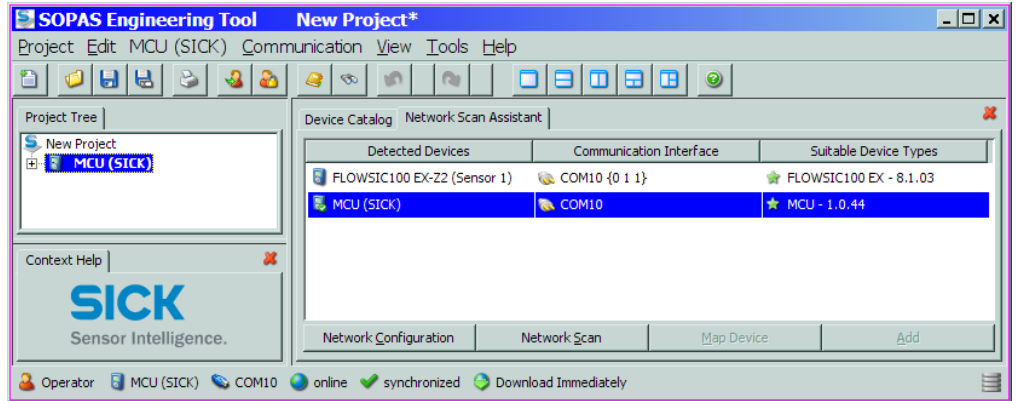 SOPAS Engineering Tool New Project*
Project Edit MCU (SICK) Communication View Tools Help
Project Tree
New Project
MCU (SICK)
Context Help
SICK
Sensor Intelligence.
Device Catalog Network Scan Assistant
Detected Devices Communication Interface Suitable Device Types
FLOWSIC100 EX-Z2 (Sensor 1) COM10 {0 1 1} FLOWSIC100 EX - 8.1.03
MCU (SICK) COM10 MCU - 1.0.44
Network Configuration Network Scan Map Device Add
Operator MCU (SICK) COM10 online synchronized Download Immediately